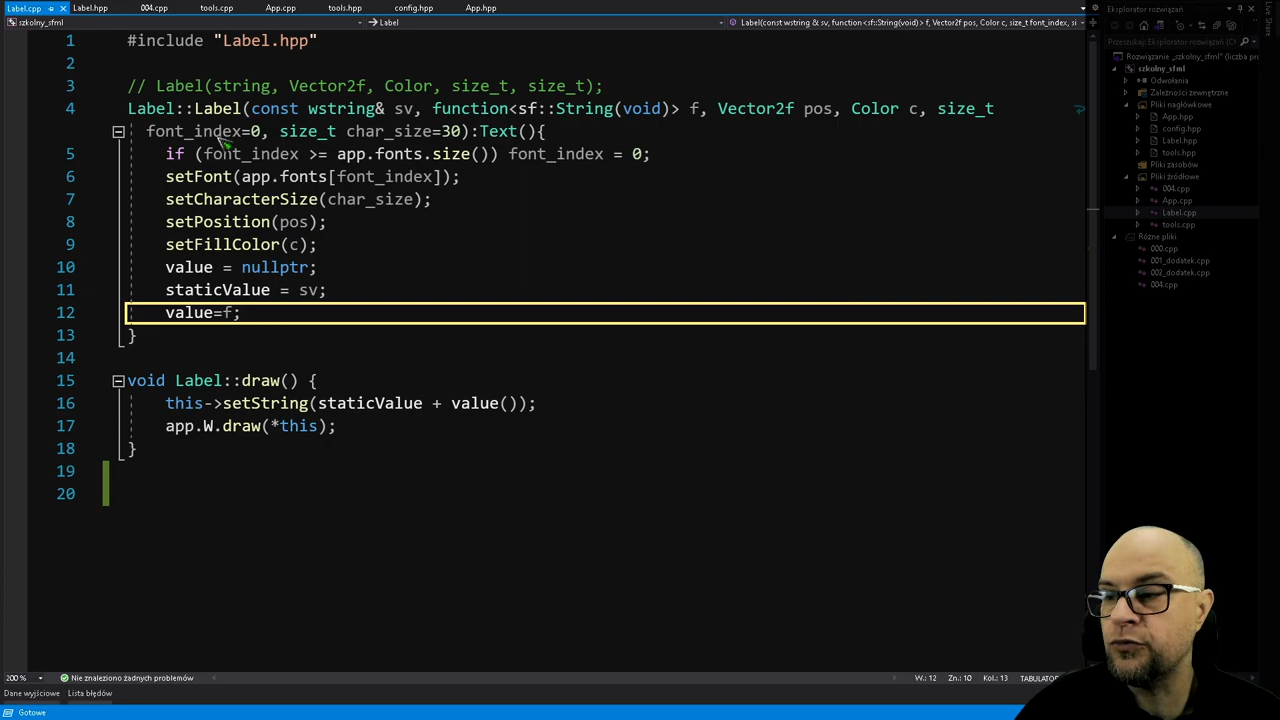 Label.cpp
Label.hpp
004.cpp
tools.cpp
App.cpp
tools.hpp
config.hpp
App.hpp
szkolny_sfml
Label
Label(const wstring & sv, function<sf::String(void)> f, Vector2f pos, Color c, size_t font_index, si
1 #include "Label.hpp"
2
3 // Label(string, Vector2f, Color, size_t, size_t);
4 Label::Label(const wstring& sv, function<sf::String(void)> f, Vector2f pos, Color c, size_t
font_index=0, size_t char_size=30):Text(){
5 if (font_index >= app.fonts.size()) font_index = 0;
6 setFont(app.fonts[font_index]);
7 setCharacterSize(char_size);
8 setPosition(pos);
9 setFillColor(c);
10 value = nullptr;
11 staticValue = sv;
12 value=f;
13 }
14
15 void Label::draw() {
16 this->setString(staticValue + value());
17 app.W.draw(*this);
18 }
19
20
200 %
Nie znaleziono żadnych problemów
W.: 12
Zn.: 10
Kol.: 13
TABULATOR
Dane wyjściowe
Lista błędów
Gotowe
Eksplorator rozwiązań
Przeszukaj: Eksplorator rozwiązań (
Rozwiązanie „szkolny_sfml"
szkolny_sfml
Odwołania
Zależności zewnętrzne
Pliki nagłówkowe
App.hpp
config.hpp
Label.hpp
tools.hpp
Pliki zasobów
Pliki źródłowe
004.cpp
App.cpp
Label.cpp
tools.cpp
Różne pliki
000.cpp
001_dodatek.cpp
002_dodatek.cpp
004.cpp
Live Share